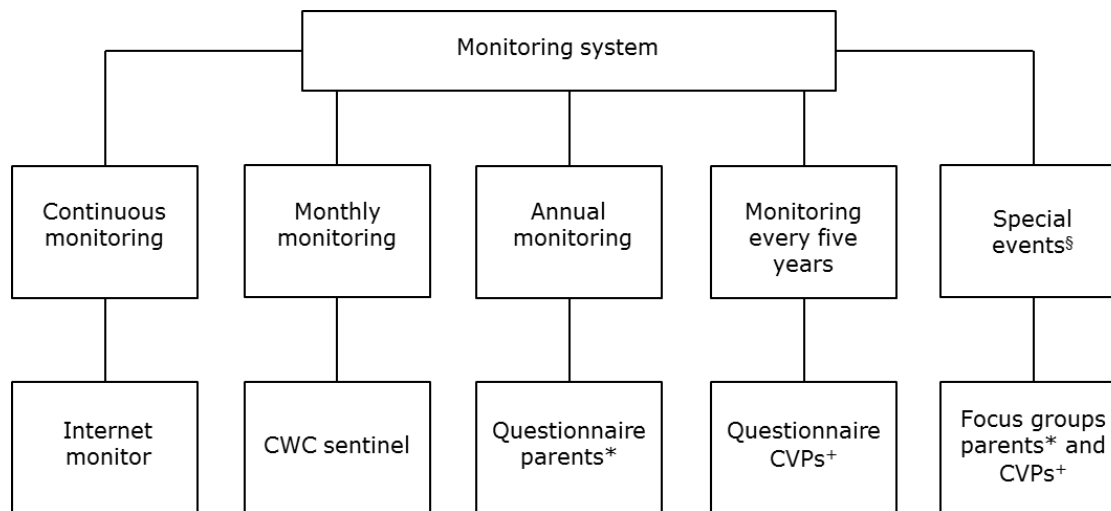 Monitoring system
Continuous
monitoring
Monthly
monitoring
Annual
monitoring
Monitoring
every five
years
Special
events§
Internet
monitor
CWC sentinel
Questionnaire
parents*
Questionnaire
CVPs+
Focus groups
parents* and
CVPs+